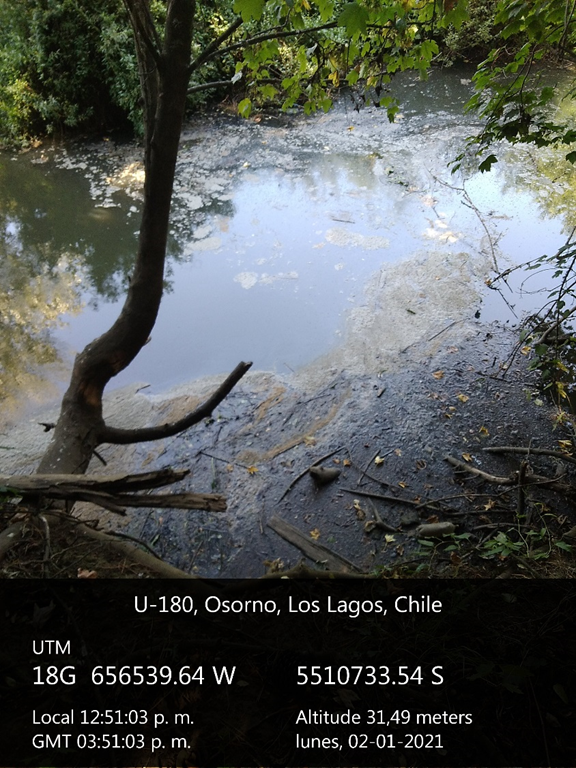 U-180, Osorno, Los Lagos, Chile
UTM
18G 656539.64 W 5510733.54 S
Local 12:51:03 p. m. Altitude 31,49 meters
GMT 03:51:03 p. m. lunes, 02-01-2021